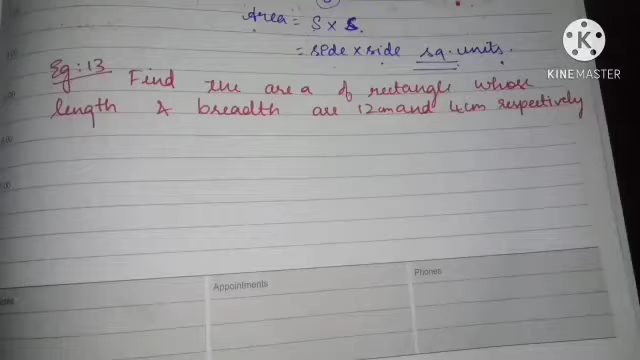 Area = S x S.
= side x side sq. units.
Eg: 13 Find the area of rectangle whose
length & breadth are 12cm and 4cm respectively
K
KINEMASTER
Appointments
Phones